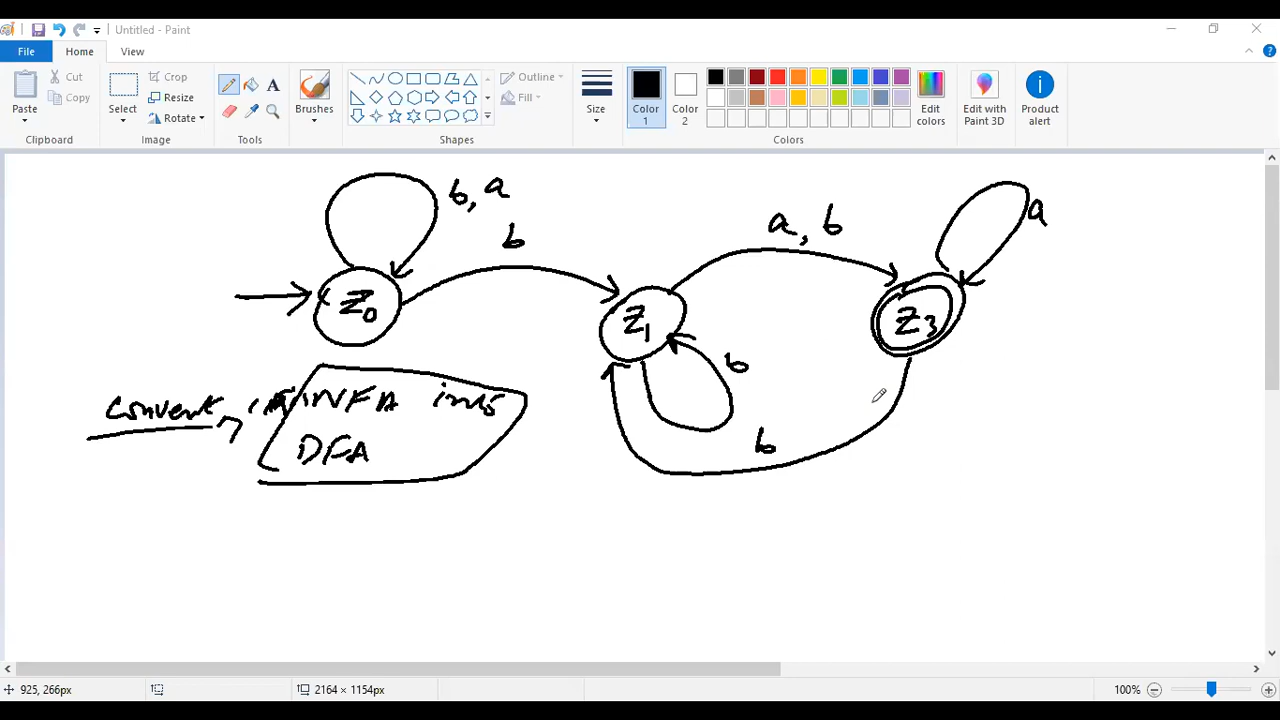 Untitled - Paint
File Home View
Paste
Cut
Copy
Clipboard
Select
Crop
Resize
Rotate
Image
Tools
Brushes
Shapes
Outline
Fill
Size
Color 1
Color 2
Edit colors
Colors
Edit with Paint 3D
Product alert
b, a
b
a, b
a
Z0
Z1
Z3
b
b
convert NFA into
DFA
925, 266px
2164 × 1154px
100%